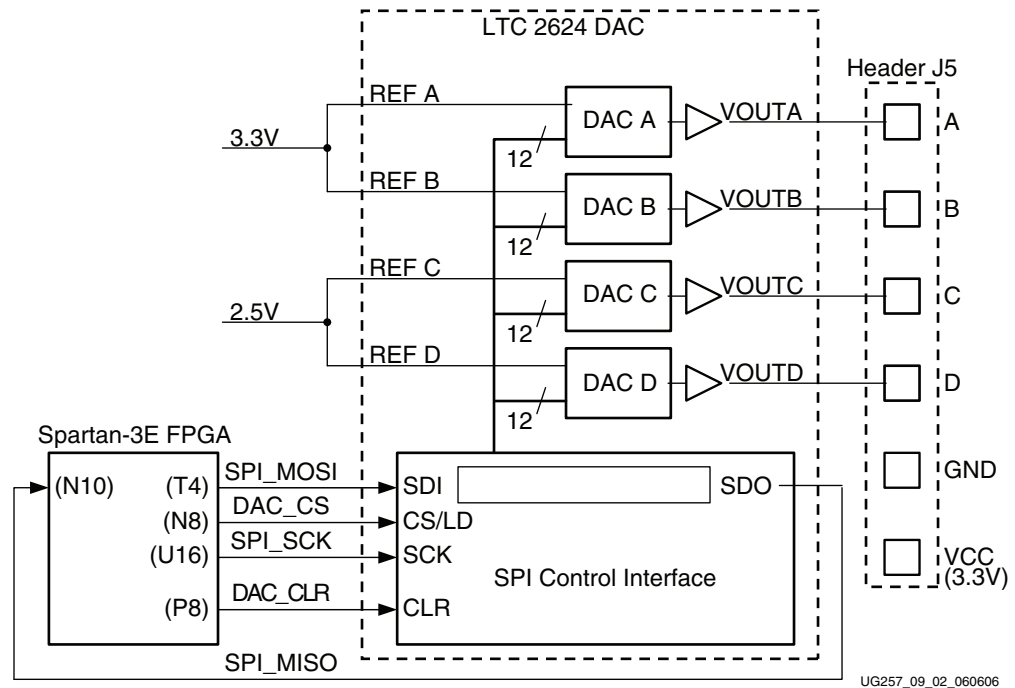 LTC 2624 DAC
Header J5
REF A
DAC A
VOUTA
A
3.3V
12
REF B
DAC B
VOUTB
B
12
REF C
DAC C
VOUTC
C
2.5V
12
REF D
DAC D
VOUTD
D
12
Spartan-3E FPGA
GND
(N10)
(T4)
SPI_MOSI
SDI
SDO
(N8)
DAC_CS
CS/LD
(U16)
SPI_SCK
SCK
SPI Control Interface
VCC
(3.3V)
(P8)
DAC_CLR
CLR
SPI_MISO
UG257_09_02_060606